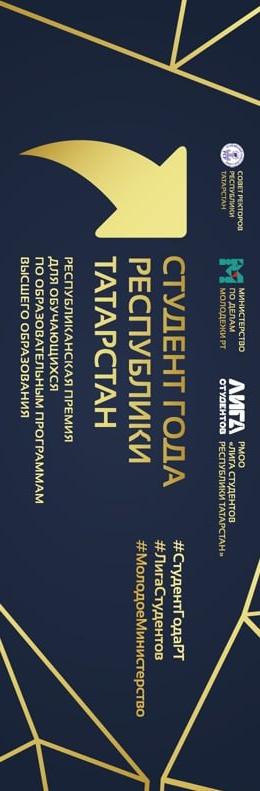 СОВЕТ РЕКТОРОВ
РЕСПУБЛИКИ
ТАТАРСТАН
МИНИСТЕРСТВО
ПО ДЕЛАМ
МОЛОДЕЖИ РТ
ЛИГА
СТУДЕНТОВ
РМОО
«ЛИГА СТУДЕНТОВ
РЕСПУБЛИКИ ТАТАРСТАН»
СТУДЕНТ ГОДА
РЕСПУБЛИКИ
ТАТАРСТАН
РЕСПУБЛИКАНСКАЯ ПРЕМИЯ
ДЛЯ ОБУЧАЮЩИХСЯ
ПО ОБРАЗОВАТЕЛЬНЫМ ПРОГРАММАМ
ВЫСШЕГО ОБРАЗОВАНИЯ
#СтудентГодаРТ
#ЛигаСтудентов
#МолодоеМинистерство